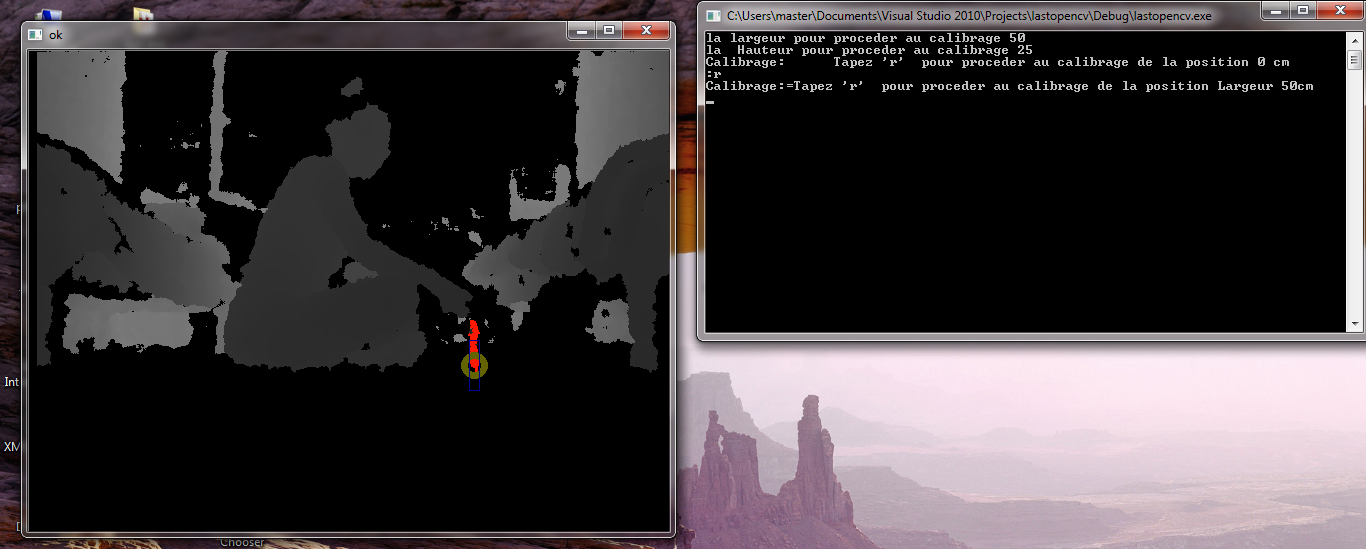 ok
C:\Users\master\Documents\Visual Studio 2010\Projects\lastopencv\Debug\lastopencv.exe
la largeur pour proceder au calibrage 50
la  Hauteur pour proceder au calibrage 25
Calibrage:      Tapez 'r'  pour proceder au calibrage de la position 0 cm
:r
Calibrage:=Tapez 'r'  pour proceder au calibrage de la position Largeur 50cm
Int
XM
Chooser